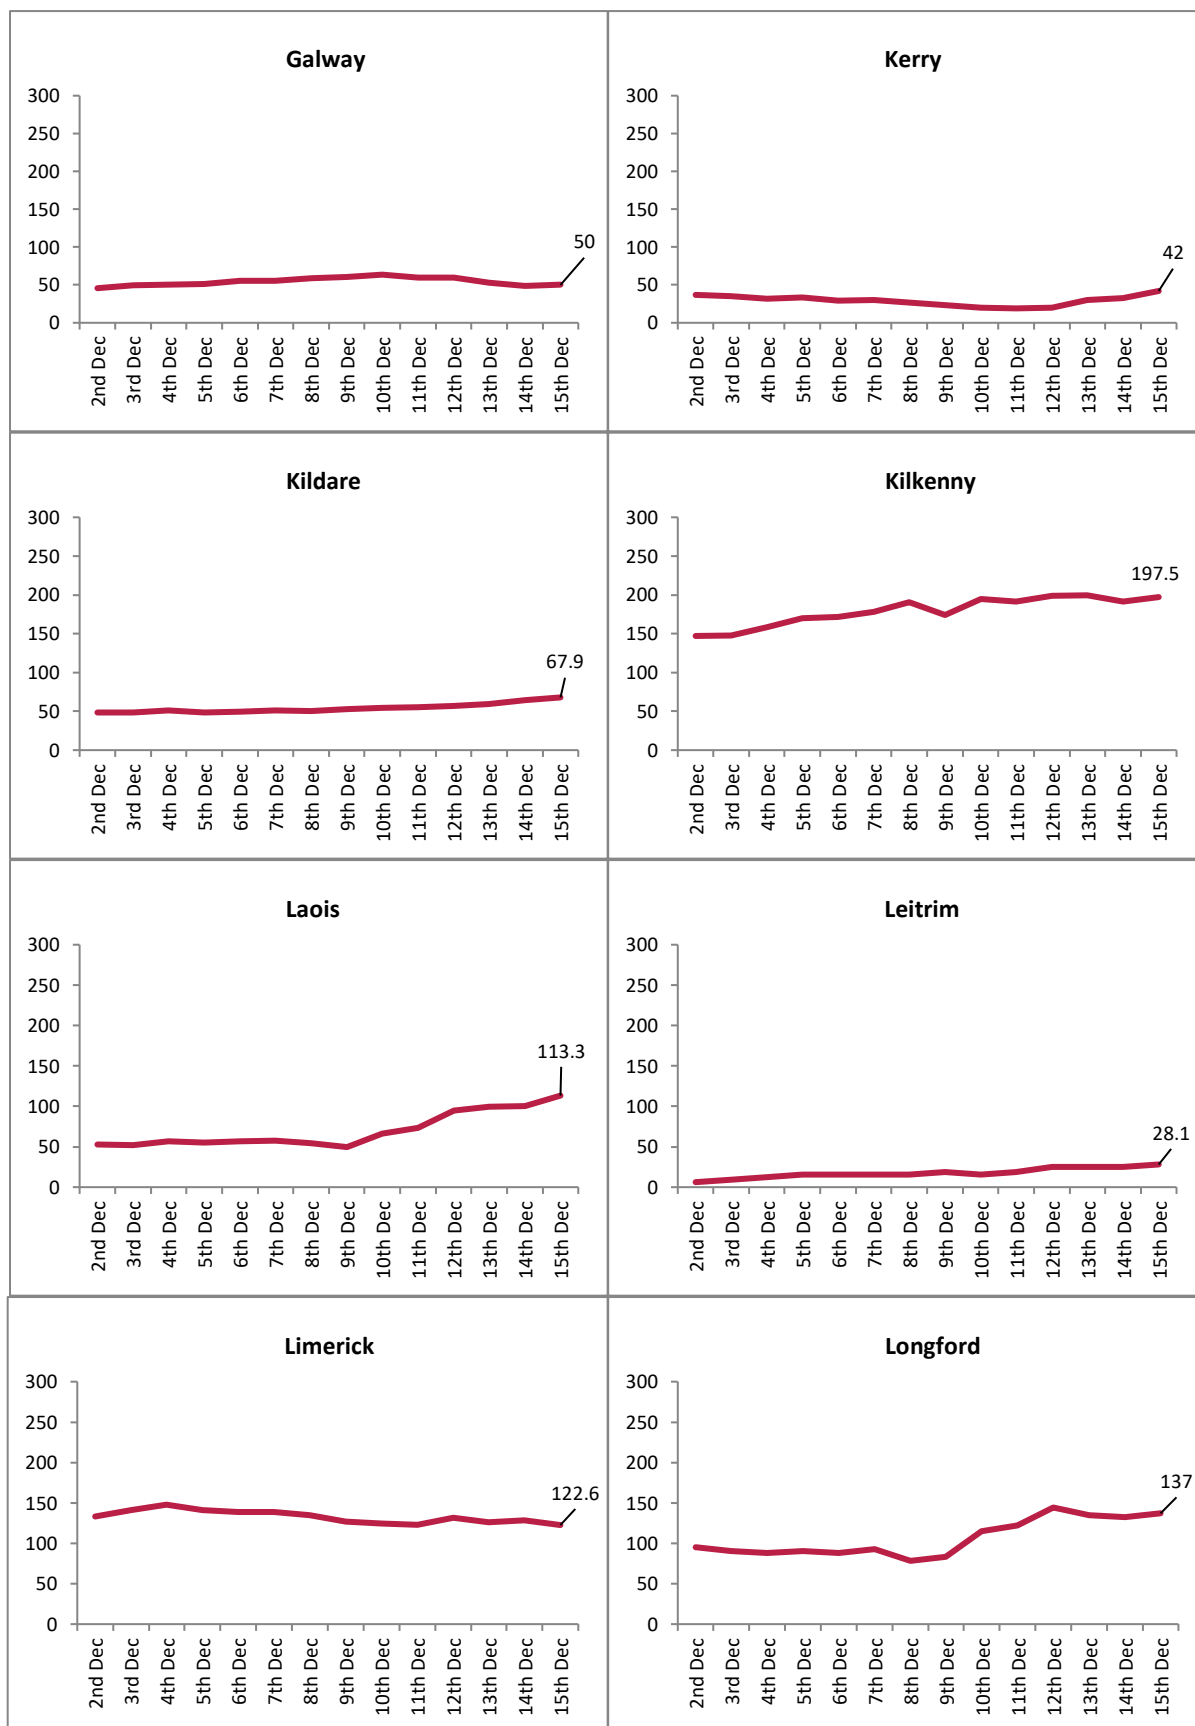 Galway
300
250
200
150
100
50
0
50
2nd Dec
3rd Dec
4th Dec
5th Dec
6th Dec
7th Dec
8th Dec
9th Dec
10th Dec
11th Dec
12th Dec
13th Dec
14th Dec
15th Dec
Kerry
300
250
200
150
100
50
0
42
2nd Dec
3rd Dec
4th Dec
5th Dec
6th Dec
7th Dec
8th Dec
9th Dec
10th Dec
11th Dec
12th Dec
13th Dec
14th Dec
15th Dec
Kildare
300
250
200
150
100
50
0
67.9
2nd Dec
3rd Dec
4th Dec
5th Dec
6th Dec
7th Dec
8th Dec
9th Dec
10th Dec
11th Dec
12th Dec
13th Dec
14th Dec
15th Dec
Kilkenny
300
250
200
150
100
50
0
197.5
2nd Dec
3rd Dec
4th Dec
5th Dec
6th Dec
7th Dec
8th Dec
9th Dec
10th Dec
11th Dec
12th Dec
13th Dec
14th Dec
15th Dec
Laois
300
250
200
150
100
50
0
113.3
2nd Dec
3rd Dec
4th Dec
5th Dec
6th Dec
7th Dec
8th Dec
9th Dec
10th Dec
11th Dec
12th Dec
13th Dec
14th Dec
15th Dec
Leitrim
300
250
200
150
100
50
0
28.1
2nd Dec
3rd Dec
4th Dec
5th Dec
6th Dec
7th Dec
8th Dec
9th Dec
10th Dec
11th Dec
12th Dec
13th Dec
14th Dec
15th Dec
Limerick
300
250
200
150
100
50
0
122.6
2nd Dec
3rd Dec
4th Dec
5th Dec
6th Dec
7th Dec
8th Dec
9th Dec
10th Dec
11th Dec
12th Dec
13th Dec
14th Dec
15th Dec
Longford
300
250
200
150
100
50
0
137
2nd Dec
3rd Dec
4th Dec
5th Dec
6th Dec
7th Dec
8th Dec
9th Dec
10th Dec
11th Dec
12th Dec
13th Dec
14th Dec
15th Dec